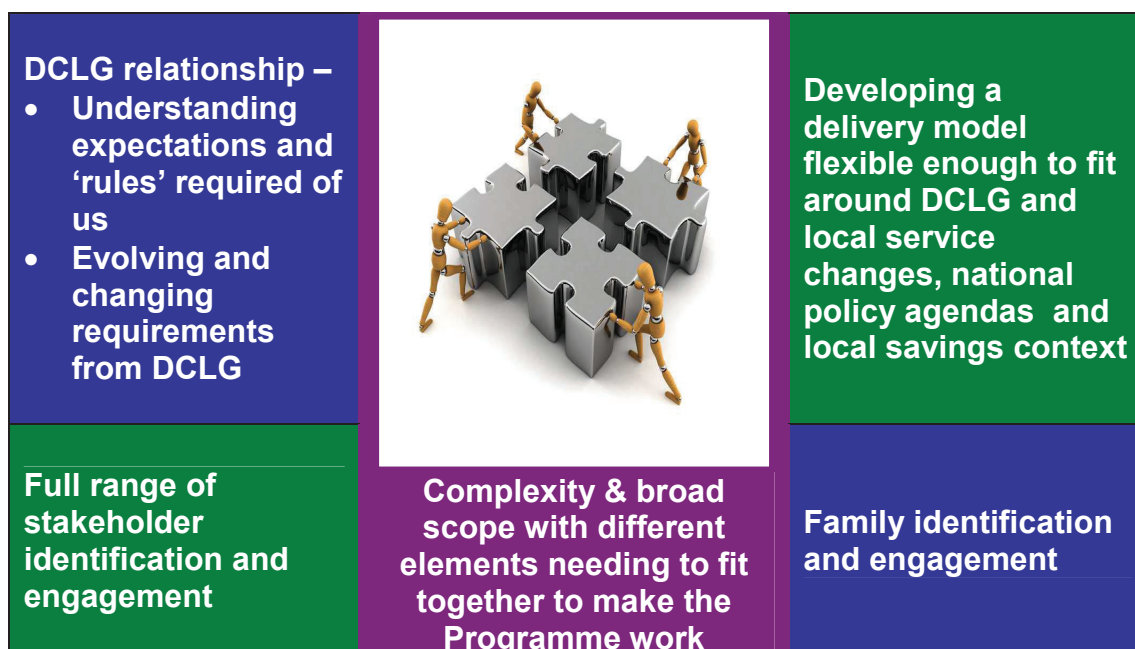 DCLG relationship –
• Understanding
expectations and
‘rules’ required of
us
• Evolving and
changing
requirements
from DCLG
Developing a
delivery model
flexible enough to fit
around DCLG and
local service
changes, national
policy agendas and
local savings context
Full range of
stakeholder
identification and
engagement
Complexity & broad
scope with different
elements needing to fit
together to make the
Programme work
Family identification
and engagement